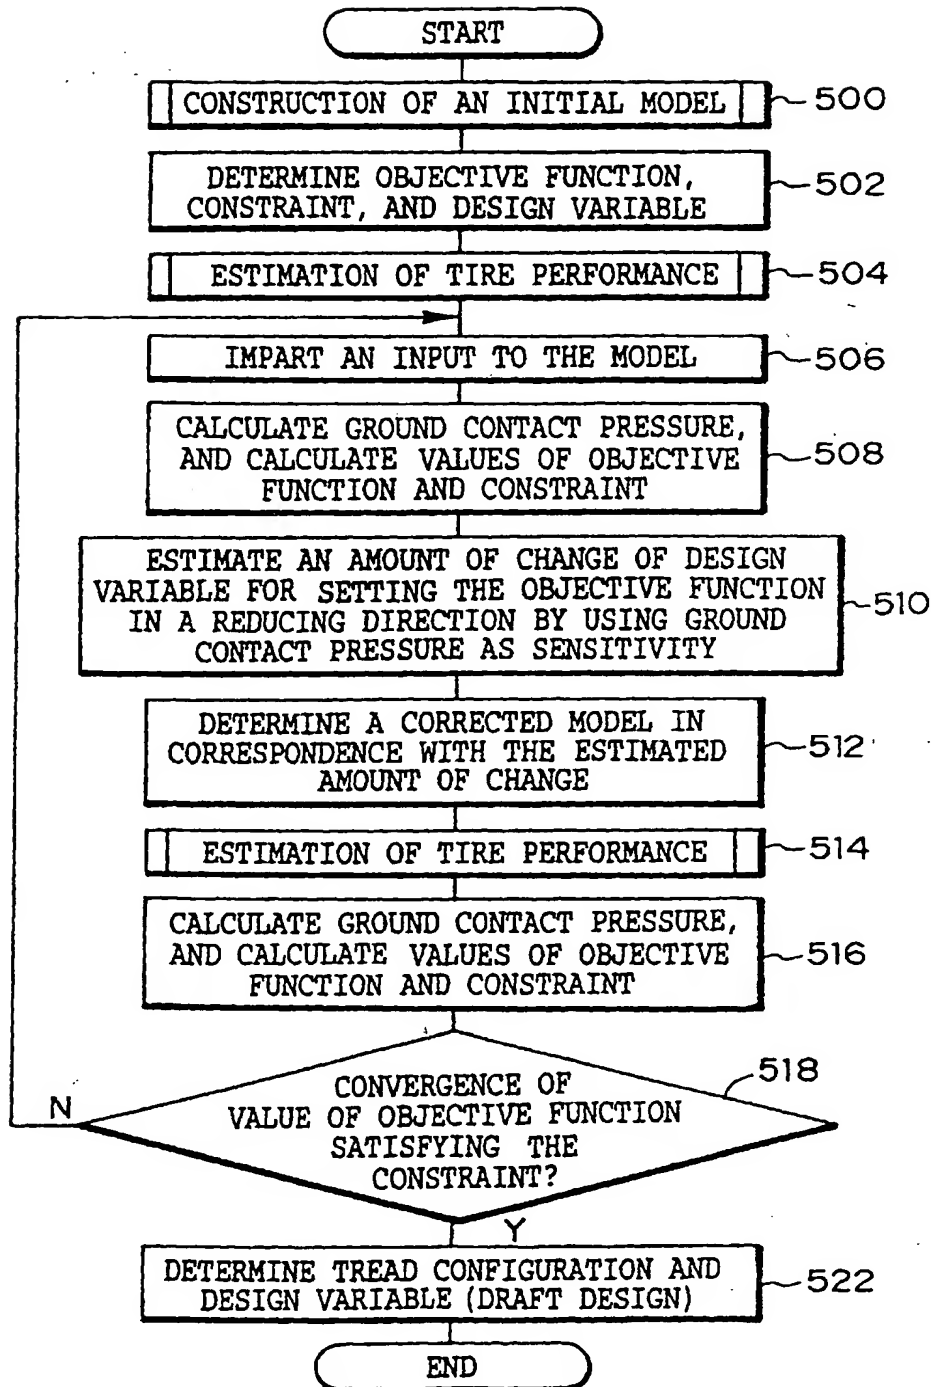 START
CONSTRUCTION OF AN INITIAL MODEL
500
DETERMINE OBJECTIVE FUNCTION,
CONSTRAINT, AND DESIGN VARIABLE
502
ESTIMATION OF TIRE PERFORMANCE
504
IMPART AN INPUT TO THE MODEL
506
CALCULATE GROUND CONTACT PRESSURE,
AND CALCULATE VALUES OF OBJECTIVE
FUNCTION AND CONSTRAINT
508
ESTIMATE AN AMOUNT OF CHANGE OF DESIGN
VARIABLE FOR SETTING THE OBJECTIVE FUNCTION
IN A REDUCING DIRECTION BY USING GROUND
CONTACT PRESSURE AS SENSITIVITY
510
DETERMINE A CORRECTED MODEL IN
CORRESPONDENCE WITH THE ESTIMATED
AMOUNT OF CHANGE
512
ESTIMATION OF TIRE PERFORMANCE
514
CALCULATE GROUND CONTACT PRESSURE,
AND CALCULATE VALUES OF OBJECTIVE
FUNCTION AND CONSTRAINT
516
CONVERGENCE OF
VALUE OF OBJECTIVE FUNCTION
SATISFYING THE
CONSTRAINT?
518
N
Y
DETERMINE TREAD CONFIGURATION AND
DESIGN VARIABLE (DRAFT DESIGN)
522
END